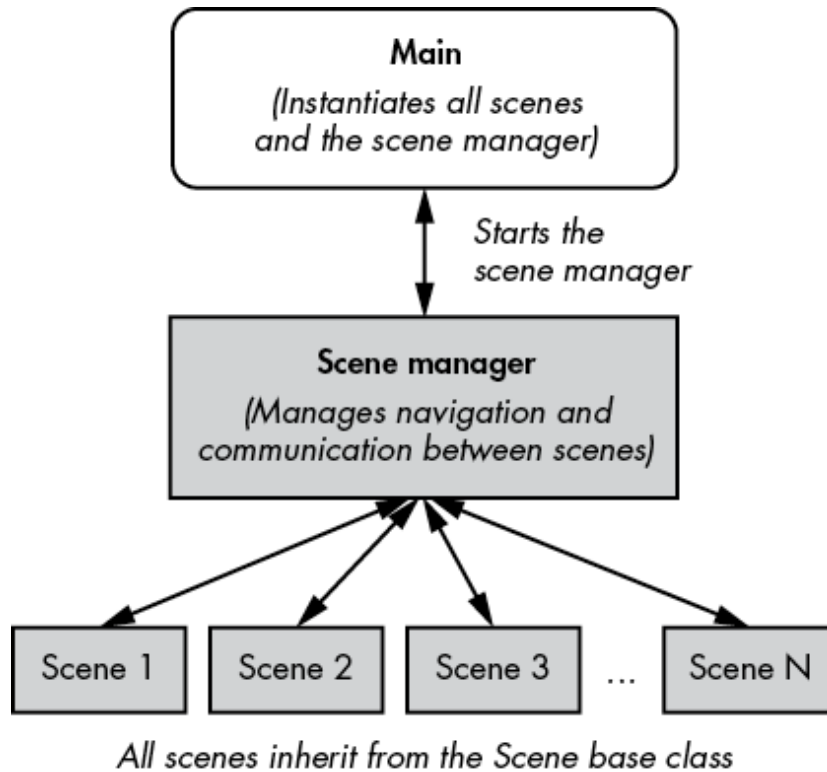 Main
(Instantiates all scenes
and the scene manager)
Starts the
scene manager
Scene manager
(Manages navigation and
communication between scenes)
Scene 1
Scene 2
Scene 3
...
Scene N
All scenes inherit from the Scene base class